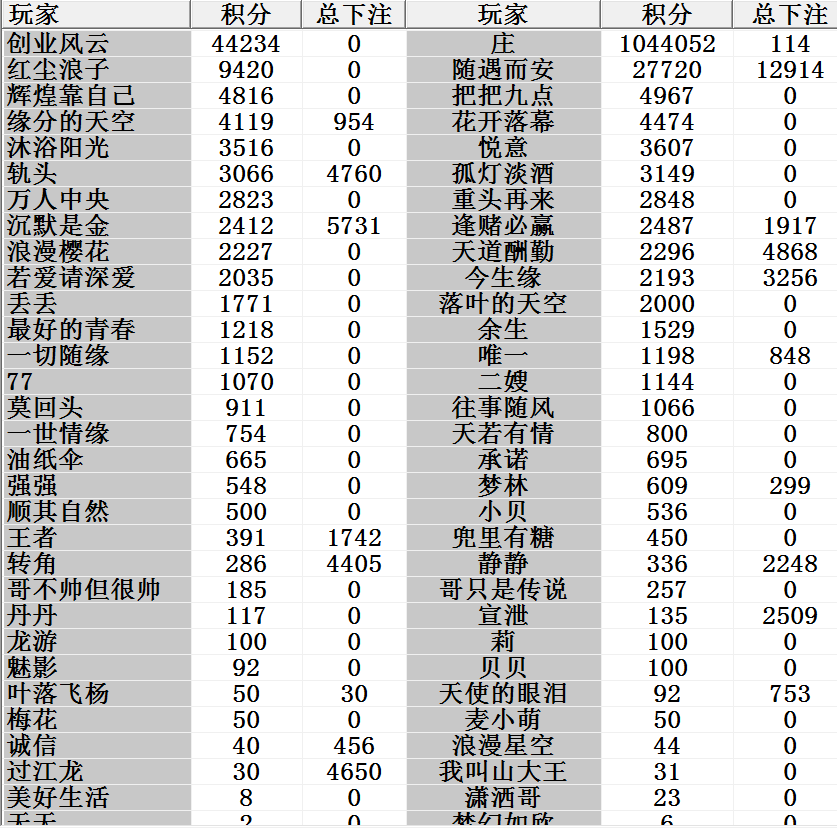 玩家 积分 总下注 玩家 积分 总下注
创业风云 44234 0 庄 1044052 114
红尘浪子 9420 0 随遇而安 27720 12914
辉煌靠自己 4816 0 把把九点 4967 0
缘分的天空 4119 954 花开落幕 4474 0
沐浴阳光 3516 0 悦意 3607 0
轨头 3066 4760 孤灯淡酒 3149 0
万人中央 2823 0 重头再来 2848 0
沉默是金 2412 5731 逢赌必赢 2487 1917
浪漫樱花 2227 0 天道酬勤 2296 4868
若爱请深爱 2035 0 今生缘 2193 3256
丢丢 1771 0 落叶的天空 2000 0
最好的青春 1218 0 余生 1529 0
一切随缘 1152 0 唯一 1198 848
77 1070 0 二嫂 1144 0
莫回头 911 0 往事随风 1066 0
一世情缘 754 0 天若有情 800 0
油纸伞 665 0 承诺 695 0
强强 548 0 梦林 609 299
顺其自然 500 0 小贝 536 0
王者 391 1742 兜里有糖 450 0
转角 286 4405 静静 336 2248
哥不帅但很帅 185 0 哥只是传说 257 0
丹丹 117 0 宣泄 135 2509
龙游 100 0 莉 100 0
魅影 92 0 贝贝 100 0
叶落飞杨 50 30 天使的眼泪 92 753
梅花 50 0 麦小萌 50 0
诚信 40 456 浪漫星空 44 0
过江龙 30 4650 我叫山大王 31 0
美好生活 8 0 潇洒哥 23 0
天天 2 0 梦幻如欣 6 0